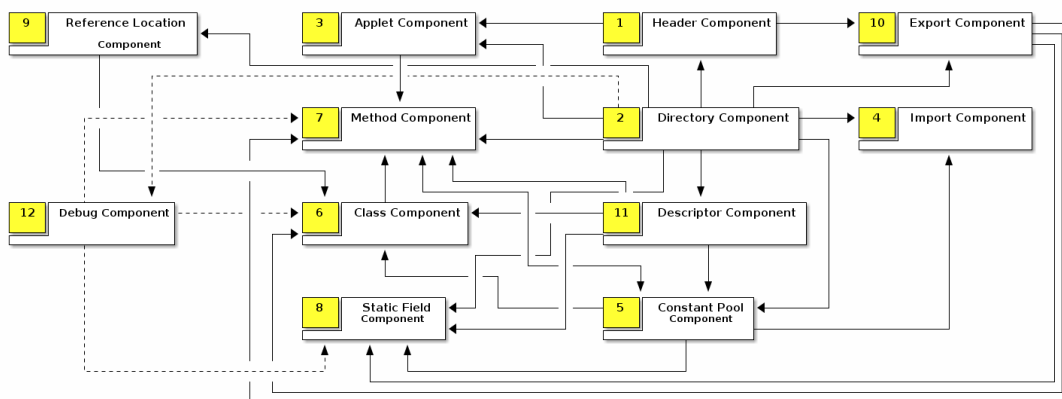 9 Reference Location
Component
3 Applet Component
1 Header Component
10 Export Component
7 Method Component
2 Directory Component
4 Import Component
12 Debug Component
6 Class Component
11 Descriptor Component
8 Static Field
Component
5 Constant Pool
Component